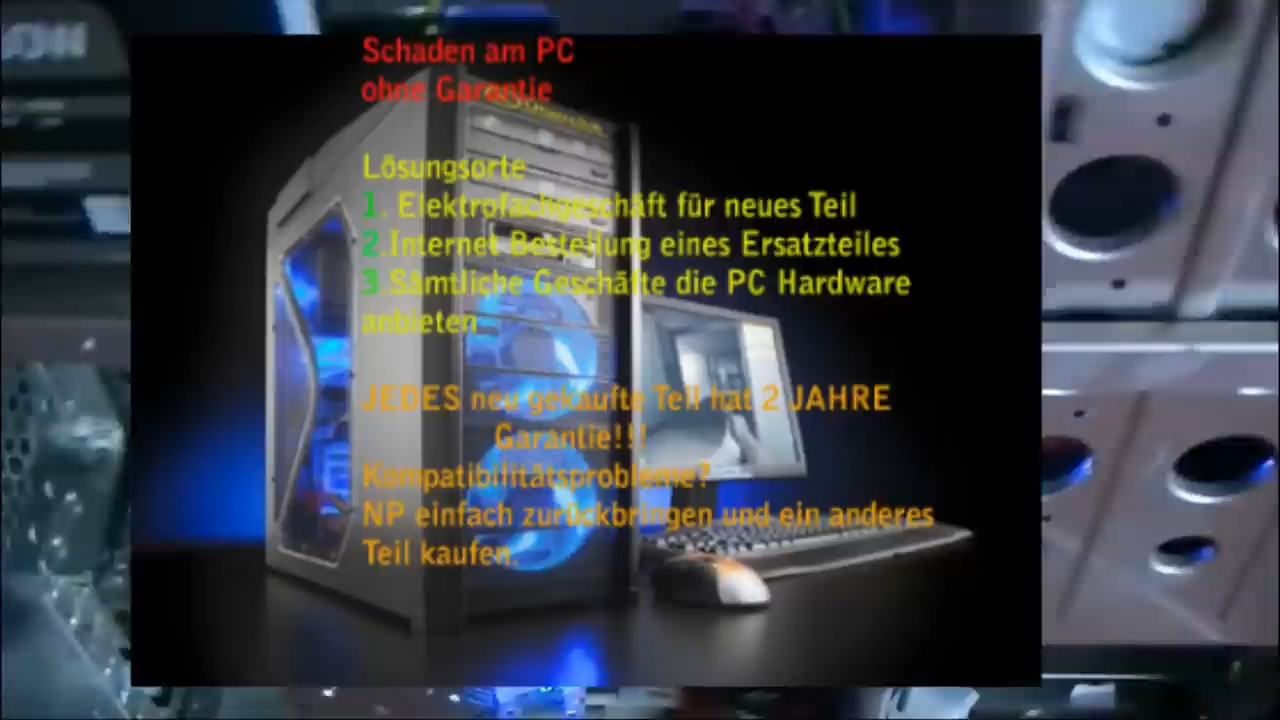 Schaden am PC
ohne Garantie
Lösungsorte
1. Elektrofachgeschäft für neues Teil
2.Internet Bestellung eines Ersatzteiles
3.Sämtliche Geschäfte die PC Hardware
anbieten
JEDES neu gekaufte Teil hat 2 JAHRE
Garantie!!!
Kompatibilitätsprobleme?
NP einfach zurückbringen und ein anderes
Teil kaufen.